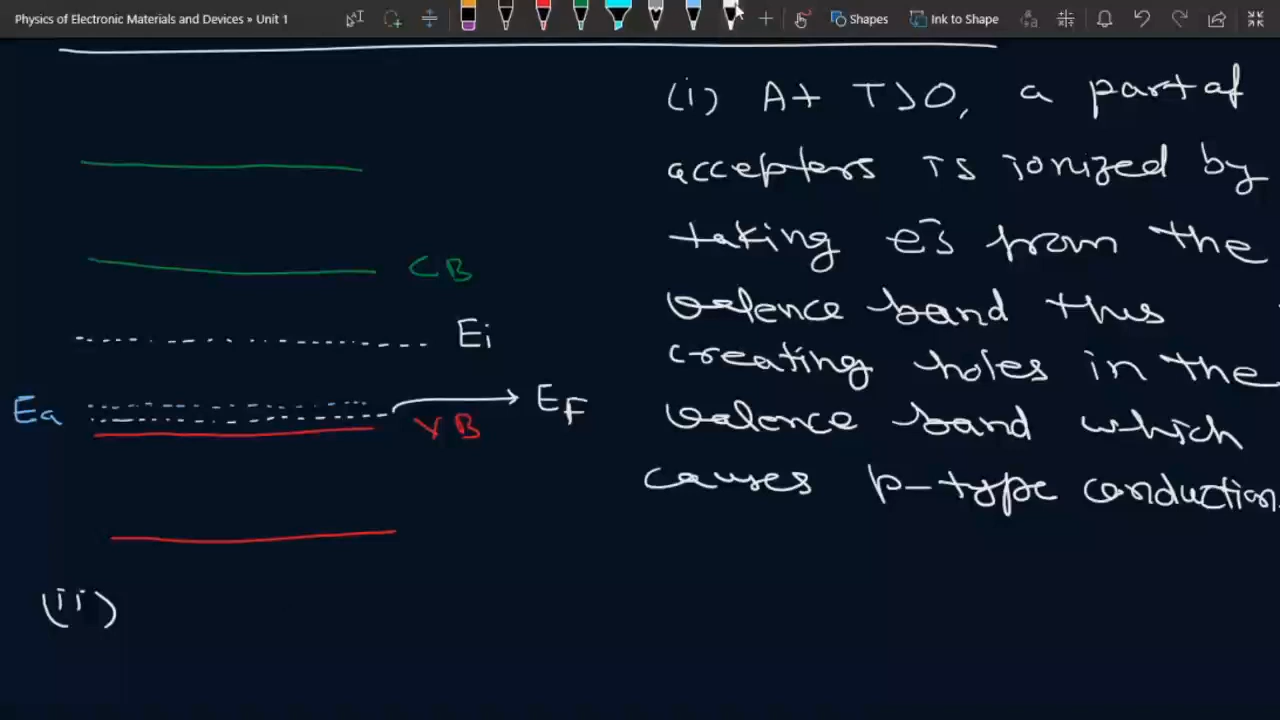 Physics of Electronic Materials and Devices » Unit 1
Shapes
Ink to Shape
(i) At T>0, a part of
accepters is ionized by
taking e⁻s from the
valence band thus
creating holes in the
valence band which
causes p-type conduction.
CB
Ei
Ea
EF
VB
(ii)